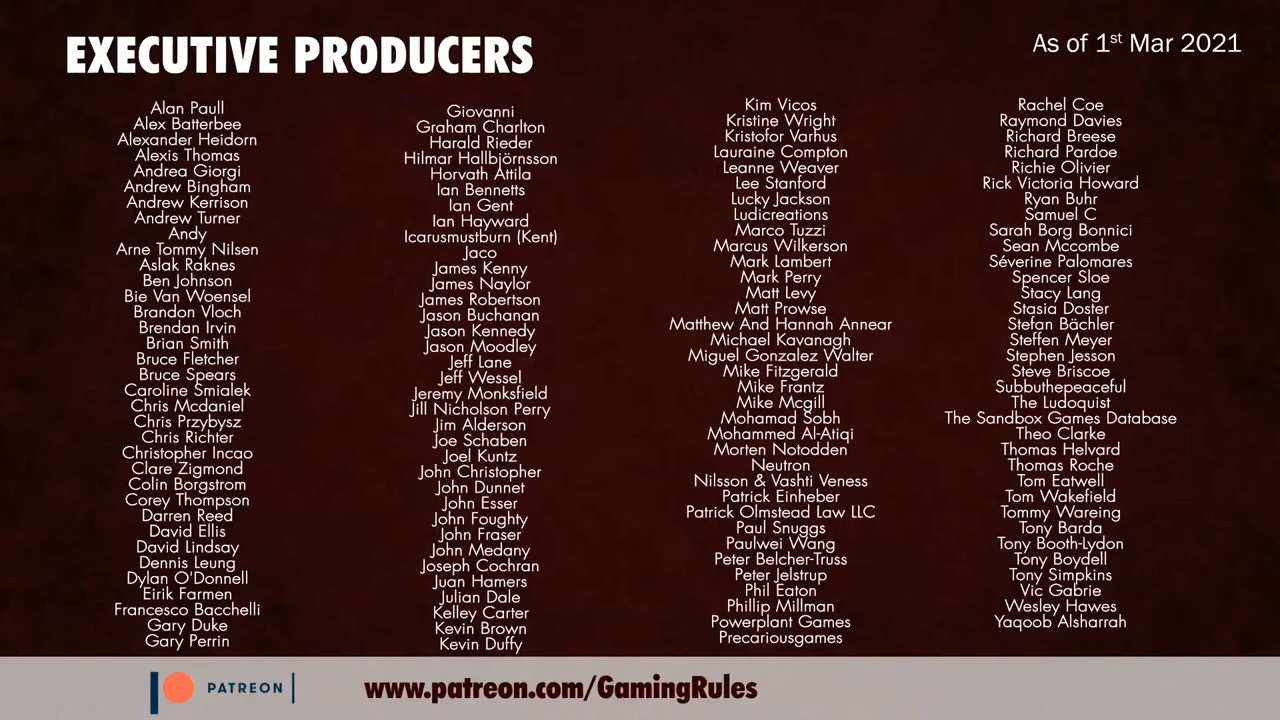 EXECUTIVE PRODUCERS
As of 1st Mar 2021
Alan Paull
Alex Batterbee
Alexander Heidorn
Alexis Thomas
Andrea Giorgi
Andrew Bingham
Andrew Kerrison
Andrew Turner
Andy
Arne Tommy Nilsen
Aslak Raknes
Ben Johnson
Bie Van Woensel
Brandon Vloch
Brendan Irvin
Brian Smith
Bruce Fletcher
Bruce Spears
Caroline Smialek
Chris Mcdaniel
Chris Przybysz
Chris Richter
Christopher Incao
Clare Zigmond
Colin Borgstrom
Corey Thompson
Darren Reed
David Ellis
David Lindsay
Dennis Leung
Dylan O'Donnell
Eirik Farmen
Francesco Bacchelli
Gary Duke
Gary Perrin
Giovanni
Graham Charlton
Harald Rieder
Hilmar Hallbjörnsson
Horvath Attila
Ian Bennetts
Ian Gent
Ian Hayward
Icarusmustburn (Kent)
Jaco
James Kenny
James Naylor
James Robertson
Jason Buchanan
Jason Kennedy
Jason Moodley
Jeff Lane
Jeff Wessel
Jeremy Monksfield
Jill Nicholson Perry
Jim Alderson
Joe Schaben
Joel Kuntz
John Christopher
John Dunnet
John Esser
John Foughty
John Fraser
John Medany
Joseph Cochran
Juan Hamers
Julian Dale
Kelley Carter
Kevin Brown
Kevin Duffy
Kim Vicos
Kristine Wright
Kristofor Varhus
Lauraine Compton
Leanne Weaver
Lee Stanford
Lucky Jackson
Ludicreations
Marco Tuzzi
Marcus Wilkerson
Mark Lambert
Mark Perry
Matt Levy
Matt Prowse
Matthew And Hannah Annear
Michael Kavanagh
Miguel Gonzalez Walter
Mike Fitzgerald
Mike Frantz
Mike Mcgill
Mohamad Sobh
Mohammed Al-Atiqi
Morten Notodden
Neutron
Nilsson & Vashti Veness
Patrick Einheber
Patrick Olmstead Law LLC
Paul Snuggs
Paulwei Wang
Peter Belcher-Truss
Peter Jelstrup
Phil Eaton
Phillip Millman
Powerplant Games
Precariousgames
Rachel Coe
Raymond Davies
Richard Breese
Richard Pardoe
Richie Olivier
Rick Victoria Howard
Ryan Buhr
Samuel C
Sarah Borg Bonnici
Sean Mccombe
Séverine Palomares
Spencer Sloe
Stacy Lang
Stasia Doster
Stefan Bächler
Steffen Meyer
Stephen Jesson
Steve Briscoe
Subbuthepeaceful
The Ludoquist
The Sandbox Games Database
Theo Clarke
Thomas Helvard
Thomas Roche
Tom Eatwell
Tom Wakefield
Tommy Wareing
Tony Barda
Tony Booth-Lydon
Tony Boydell
Tony Simpkins
Vic Gabrie
Wesley Hawes
Yaqoob Alsharrah
PATREON
www.patreon.com/GamingRules